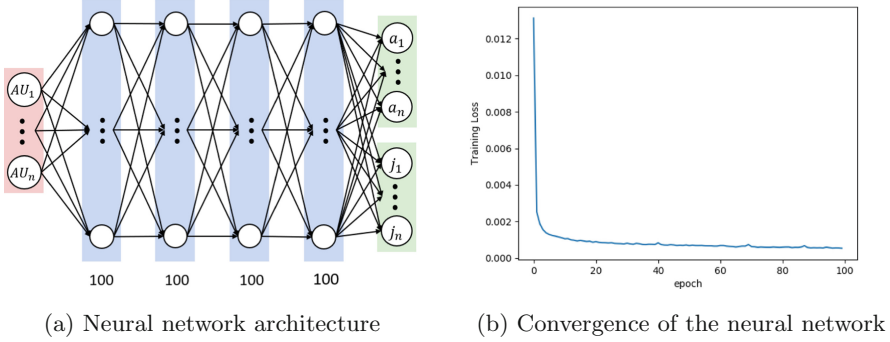 AU₁
AUₙ
100
100
100
100
a₁
aₙ
j₁
jₙ
(a) Neural network architecture
Training Loss
0.012
0.010
0.008
0.006
0.004
0.002
0.000
0
20
40
60
80
100
epoch
(b) Convergence of the neural network